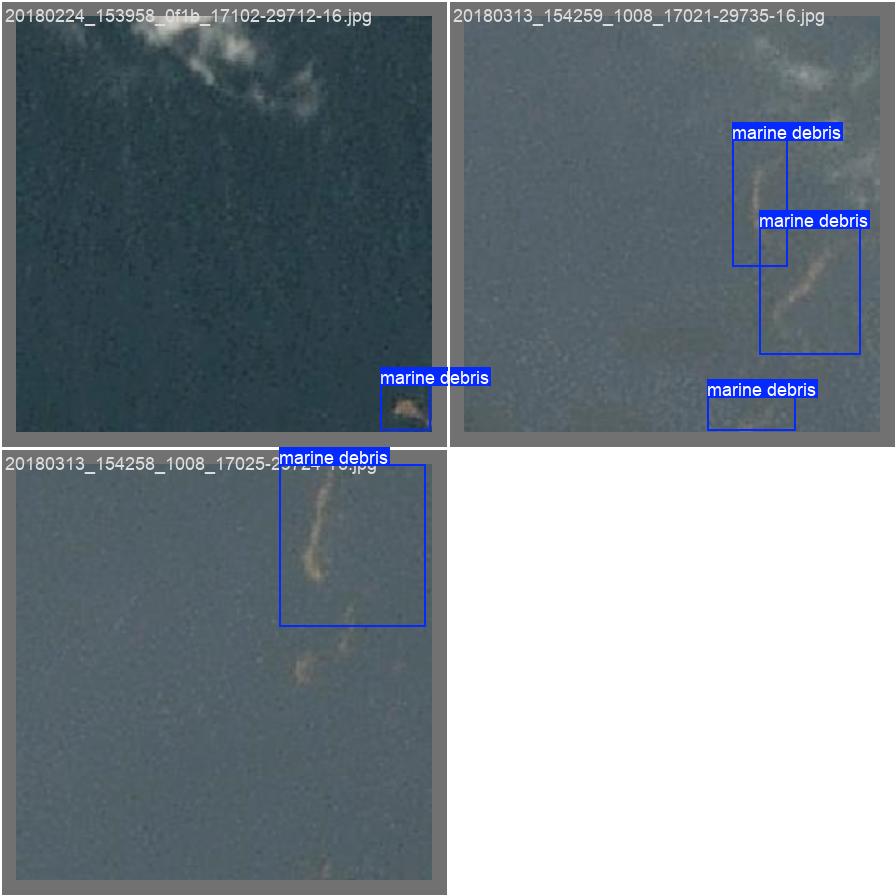 20180224_153958_0f1b_17102-29712-16.jpg
marine debris
20180313_154259_1008_17021-29735-16.jpg
marine debris
marine debris
marine debris
marine debris
20180313_154258_1008_17025-29724-16.jpg